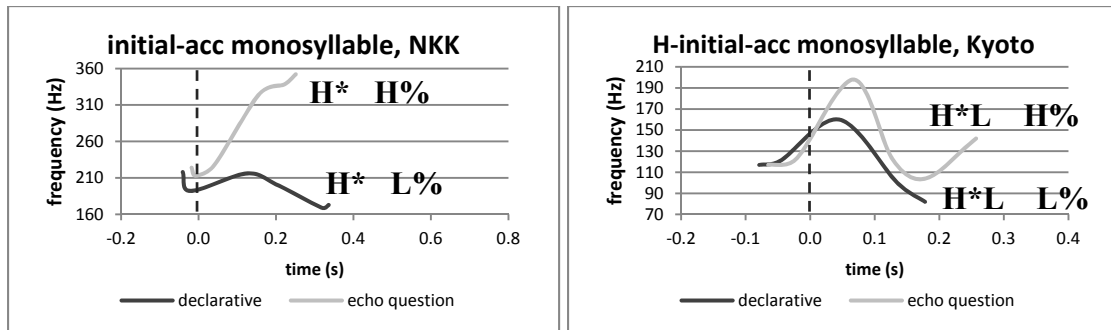 initial-acc monosyllable, NKK
frequency (Hz)
360
310
260
210
160
H* H%
H* L%
-0.2 0.0 0.2 0.4 0.6 0.8
time (s)
declarative echo question
H-initial-acc monosyllable, Kyoto
frequency (Hz)
210
190
170
150
130
110
90
70
H*L H%
H*L L%
-0.2 -0.1 0.0 0.1 0.2 0.3 0.4
time (s)
declarative echo question